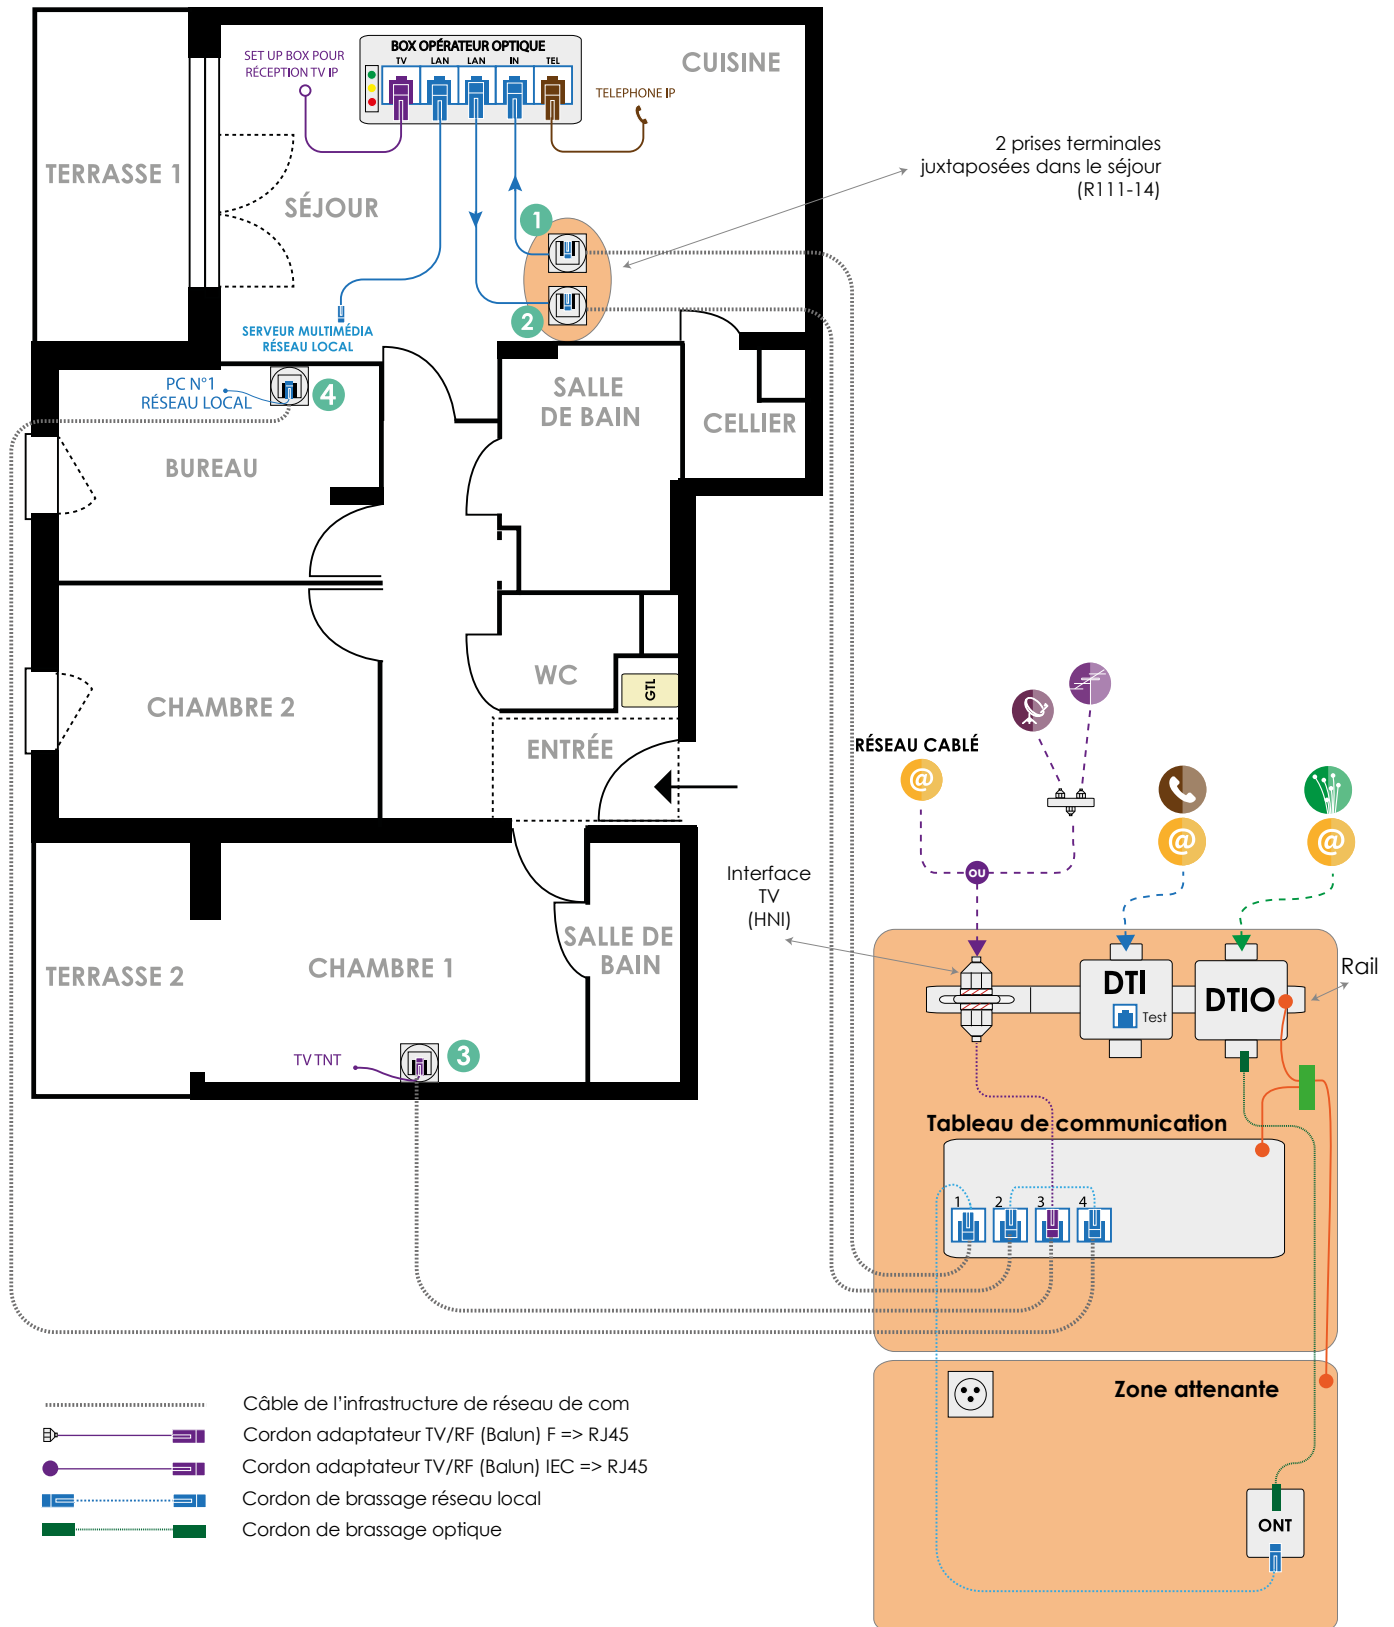 BOX OPÉRATEUR OPTIQUE
TV LAN LAN IN TEL
SET UP BOX POUR
RÉCEPTION TV IP
CUISINE
TELEPHONE IP
2 prises terminales
juxtaposées dans le séjour
(R111-14)
TERRASSE 1
SÉJOUR
1
2
SERVEUR MULTIMÉDIA
RÉSEAU LOCAL
PC N°1
RÉSEAU LOCAL
4
SALLE
DE BAIN
CELLIER
BUREAU
WC
GTL
CHAMBRE 2
ENTRÉE
RÉSEAU CABLÉ
@
@
@
OU
Interface
TV
(HNI)
SALLE DE
BAIN
TERRASSE 2
CHAMBRE 1
TV TNT
3
DTI
Test
DTIO
Rail
Tableau de communication
1 2 3 4
Zone attenante
ONT
Câble de l'infrastructure de réseau de com
Cordon adaptateur TV/RF (Balun) F => RJ45
Cordon adaptateur TV/RF (Balun) IEC => RJ45
Cordon de brassage réseau local
Cordon de brassage optique